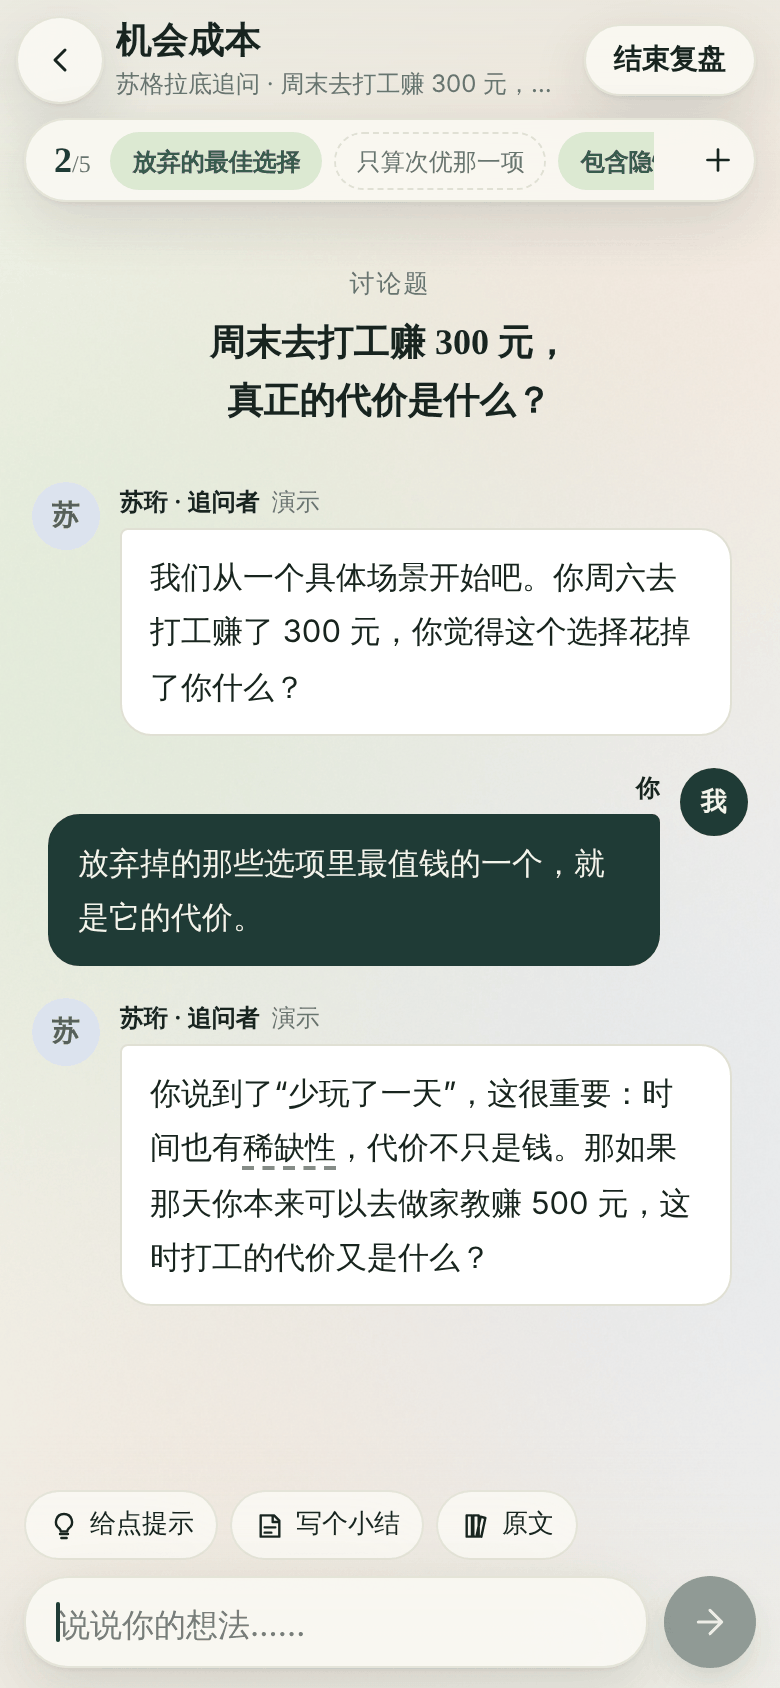 机会成本
苏格拉底追问 · 周末去打工赚 300 元，...
结束复盘
2/5
放弃的最佳选择
只算次优那一项
包含隐
讨论题
周末去打工赚 300 元，
真正的代价是什么？
苏
苏珩 · 追问者 演示
我们从一个具体场景开始吧。你周六去
打工赚了 300 元，你觉得这个选择花掉
了你什么？
你
我
放弃掉的那些选项里最值钱的一个，就
是它的代价。
苏
苏珩 · 追问者 演示
你说到了“少玩了一天”，这很重要：时
间也有稀缺性，代价不只是钱。那如果
那天你本来可以去做家教赚 500 元，这
时打工的代价又是什么？
给点提示
写个小结
原文
说说你的想法……